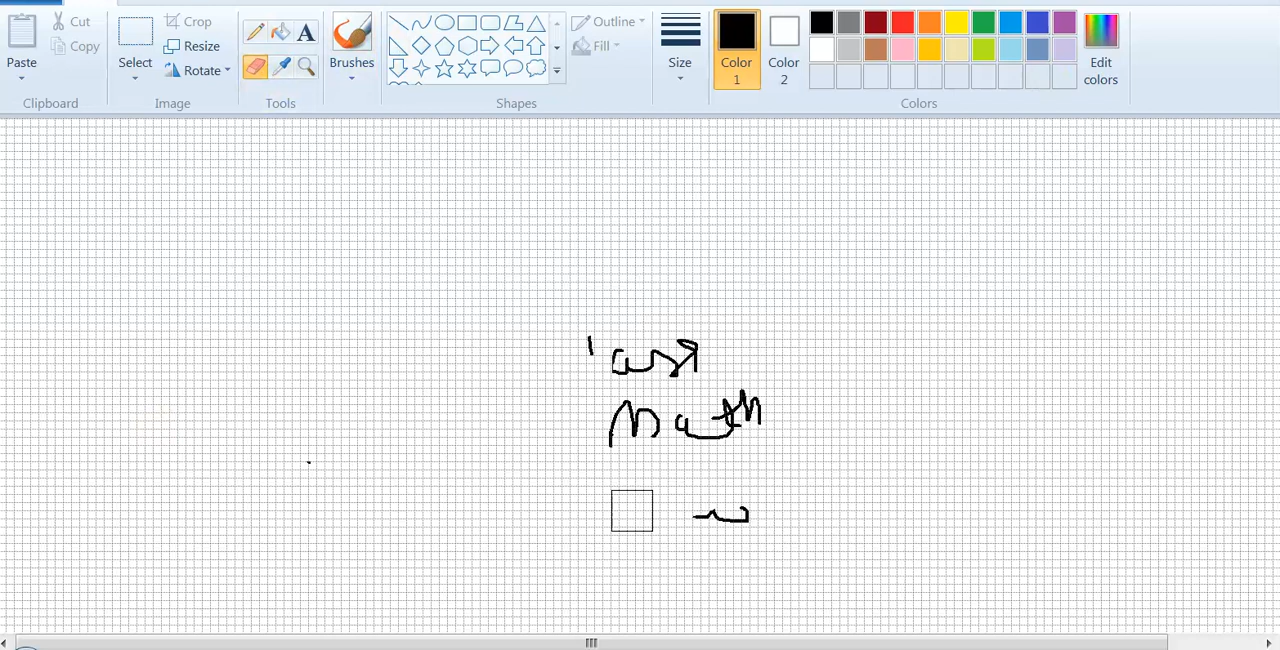 Cut
Copy
Paste
Clipboard
Crop
Resize
Rotate
Select
Image
A
Tools
Brushes
Outline
Fill
Shapes
Size
Color 1
Color 2
Edit colors
Colors
Math